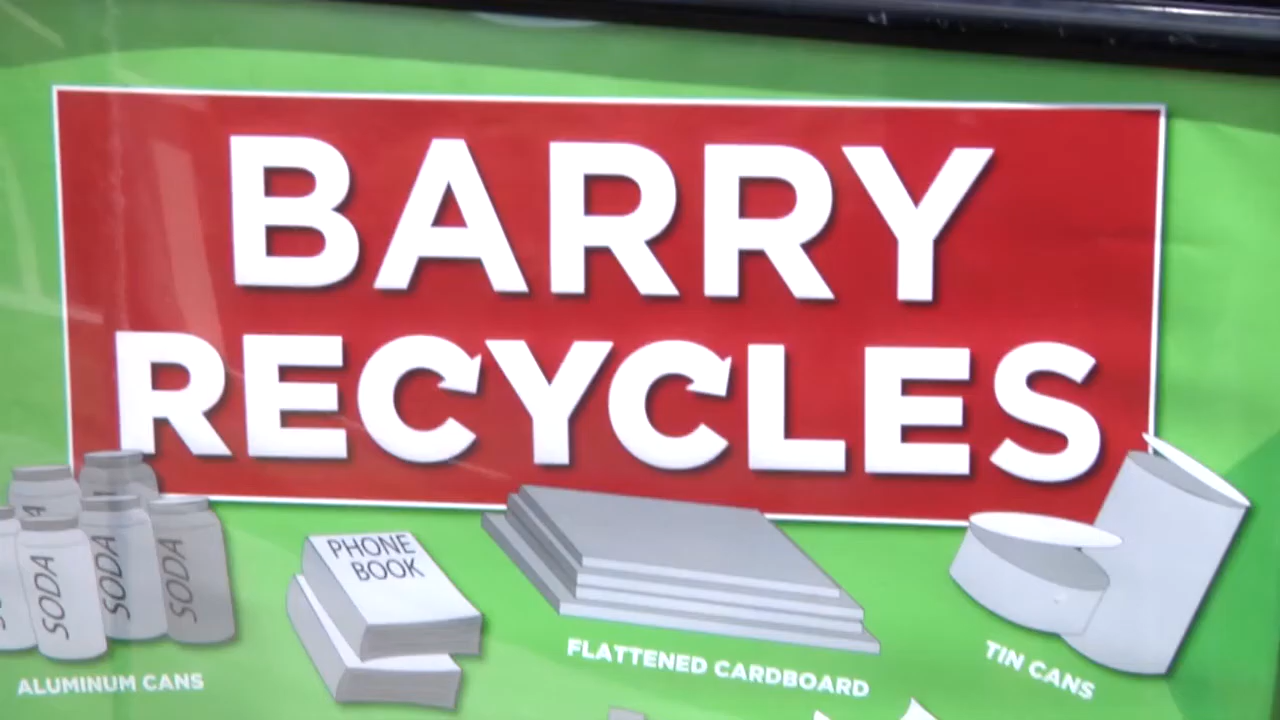 BARRY
RECYCLES
SODA
SODA
SODA
PHONE
BOOK
ALUMINUM CANS
FLATTENED CARDBOARD
TIN CANS